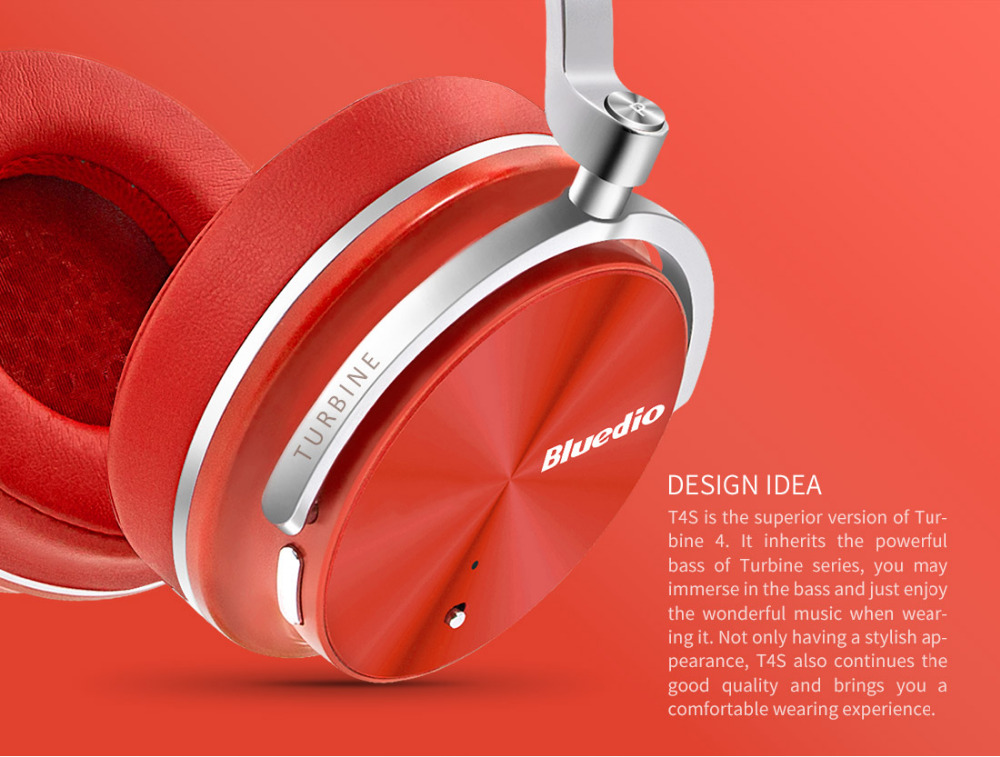 TURBINE
Bluedio
DESIGN IDEA
T4S is the superior version of Tur-
bine 4. It inherits the powerful
bass of Turbine series, you may
immerse in the bass and just enjoy
the wonderful music when wear-
ing it. Not only having a stylish ap-
pearance, T4S also continues the
good quality and brings you a
comfortable wearing experience.